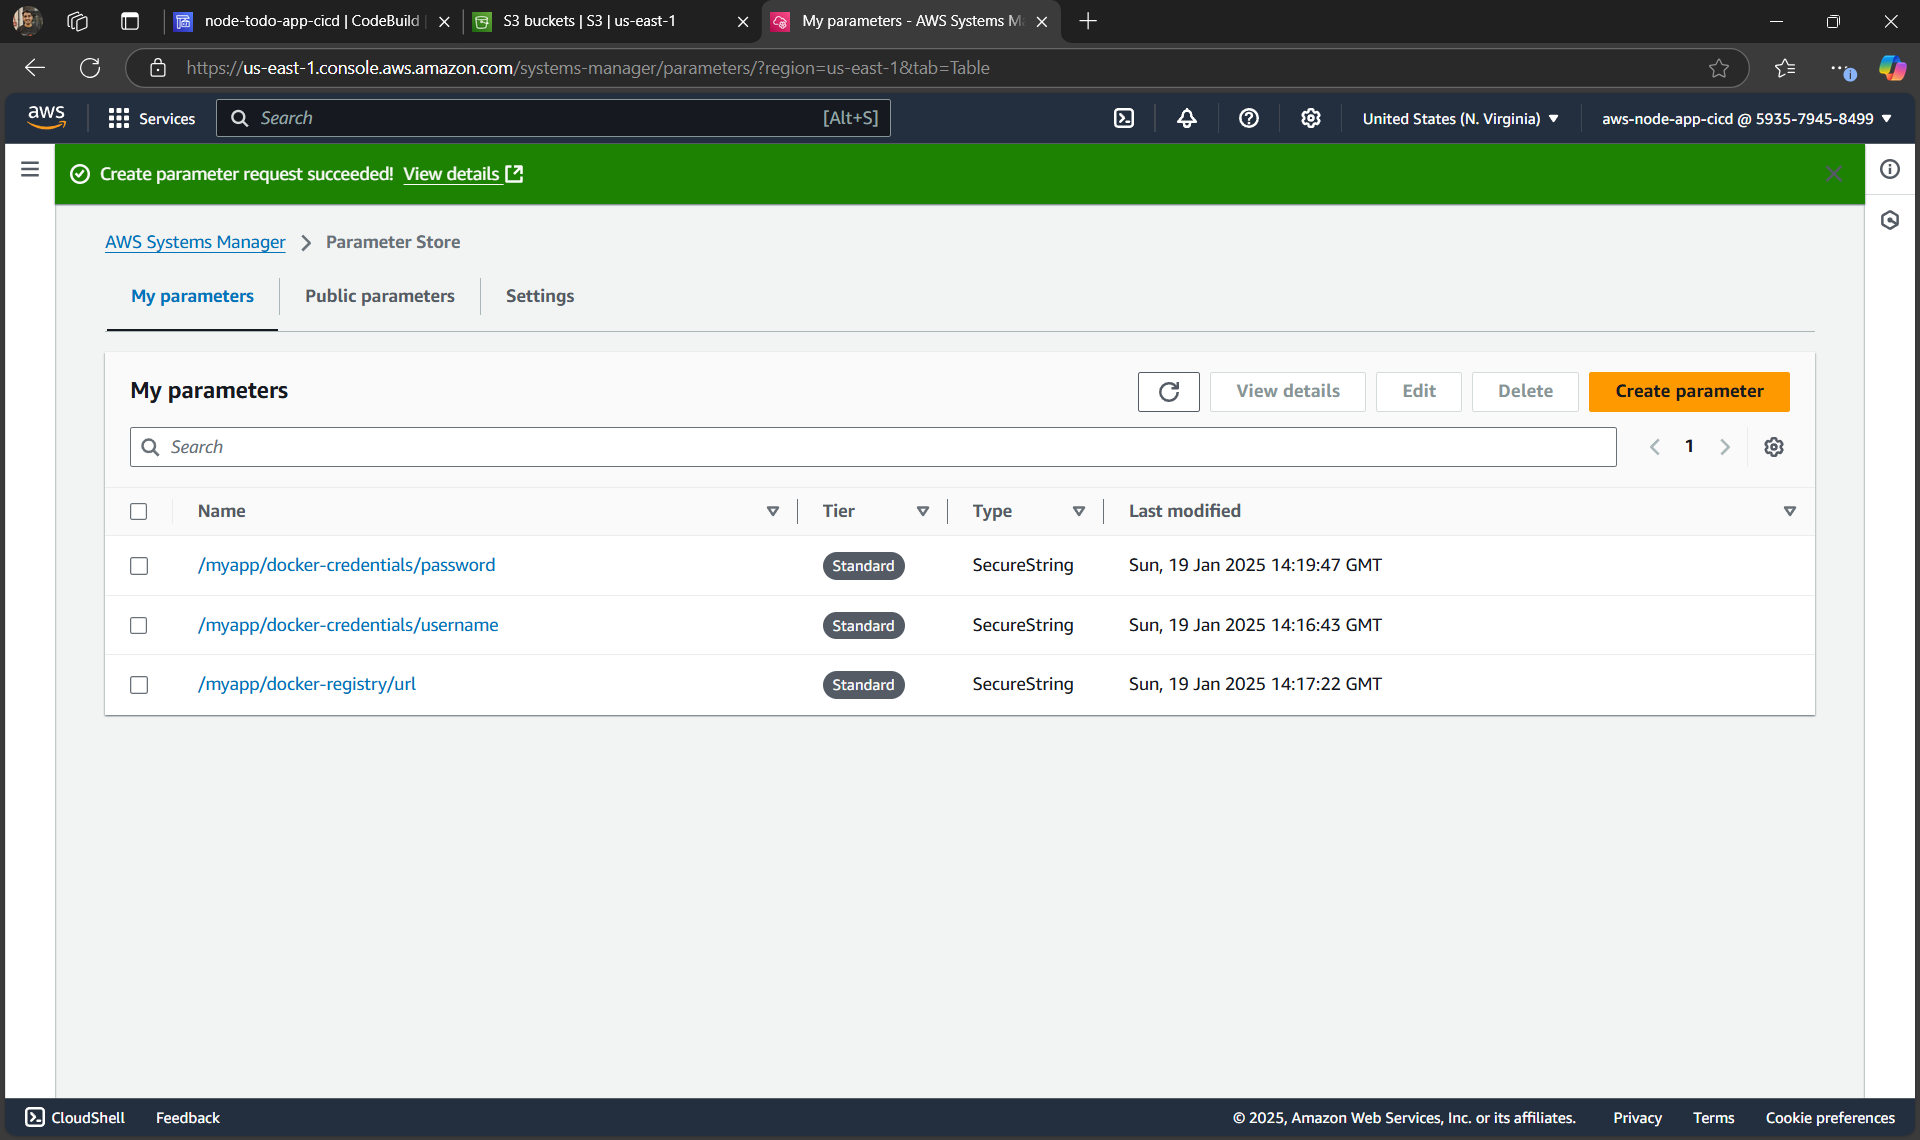 node-todo-app-cicd | CodeBuild |
S3 buckets | S3 | us-east-1
My parameters - AWS Systems Ma
https://us-east-1.console.aws.amazon.com/systems-manager/parameters/?region=us-east-1&tab=Table
aws
Services
Search
[Alt+S]
United States (N. Virginia)
aws-node-app-cicd @ 5935-7945-8499
Create parameter request succeeded! View details
AWS Systems Manager > Parameter Store
My parameters
Public parameters
Settings
My parameters
View details
Edit
Delete
Create parameter
Search
1
Name
Tier
Type
Last modified
/myapp/docker-credentials/password Standard SecureString Sun, 19 Jan 2025 14:19:47 GMT
/myapp/docker-credentials/username Standard SecureString Sun, 19 Jan 2025 14:16:43 GMT
/myapp/docker-registry/url Standard SecureString Sun, 19 Jan 2025 14:17:22 GMT
CloudShell
Feedback
© 2025, Amazon Web Services, Inc. or its affiliates.
Privacy
Terms
Cookie preferences